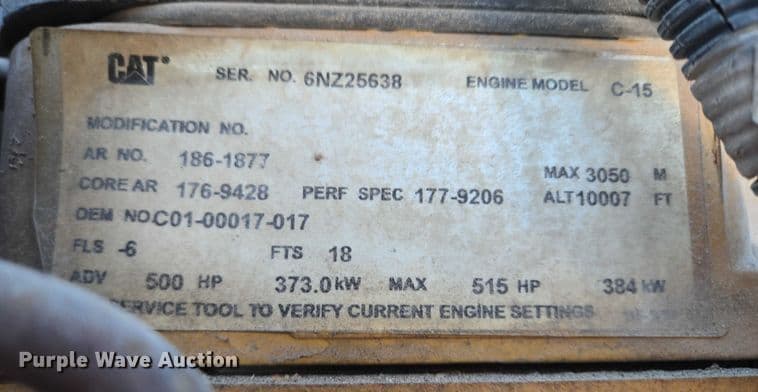 CAT SER. NO. 6NZ25638 ENGINE MODEL C-15
MODIFICATION NO.
AR NO. 186-1877
MAX 3050 M
CORE AR 176-9428 PERF SPEC 177-9206 ALT 10007 FT
OEM NO.C01-00017-017
FLS -6 FTS 18
ADV 500 HP 373.0 KW MAX 515 HP 384 KW
SERVICE TOOL TO VERIFY CURRENT ENGINE SETTINGS
Purple Wave Auction